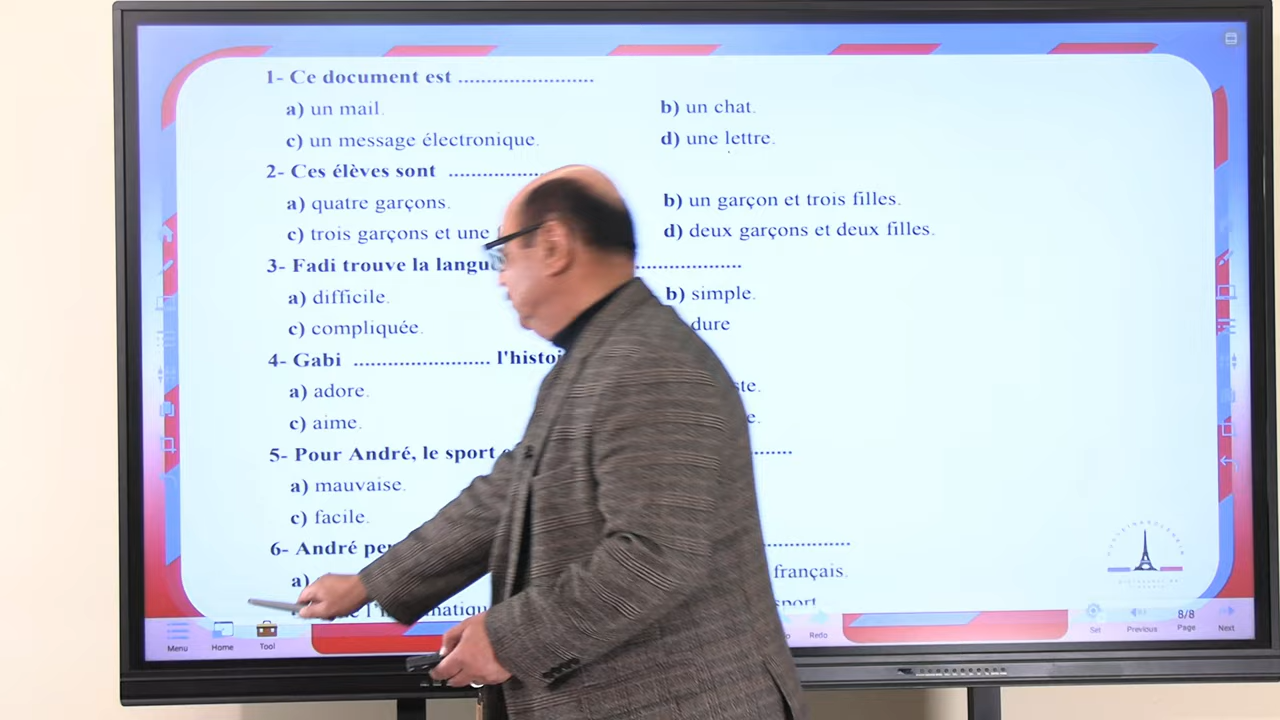 1- Ce document est ........................
a) un mail.
b) un chat.
c) un message électronique.
d) une lettre.
2- Ces élèves sont .................
a) quatre garçons.
b) un garçon et trois filles.
c) trois garçons et une
d) deux garçons et deux filles.
3- Fadi trouve la langue ...................
a) difficile.
b) simple.
c) compliquée.
dure
4- Gabi ........................ l'histoi
a) adore.
c) aime.
5- Pour André, le sport .......
a) mauvaise.
c) facile.
6- André ...............
a)
français.
sport
Menu
Home
Tool
Redo
Set
Previous
8/8
Page
Next